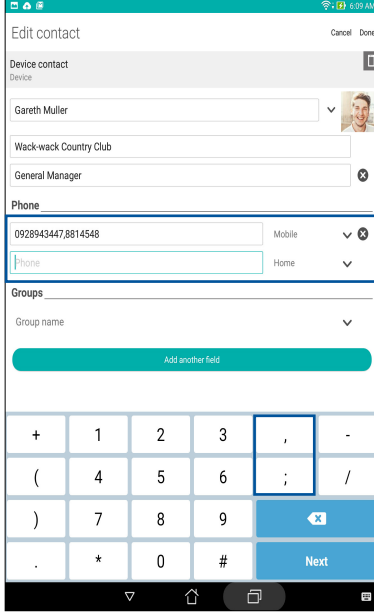 6:09 AM
Edit contact Cancel Done
Device contact
Device
Gareth Muller
Wack-wack Country Club
General Manager
Phone
0928943447,8814548 Mobile
Phone Home
Groups
Group name
Add another field
+ 1 2 3 , -
( 4 5 6 ; /
) 7 8 9
. * 0 # Next